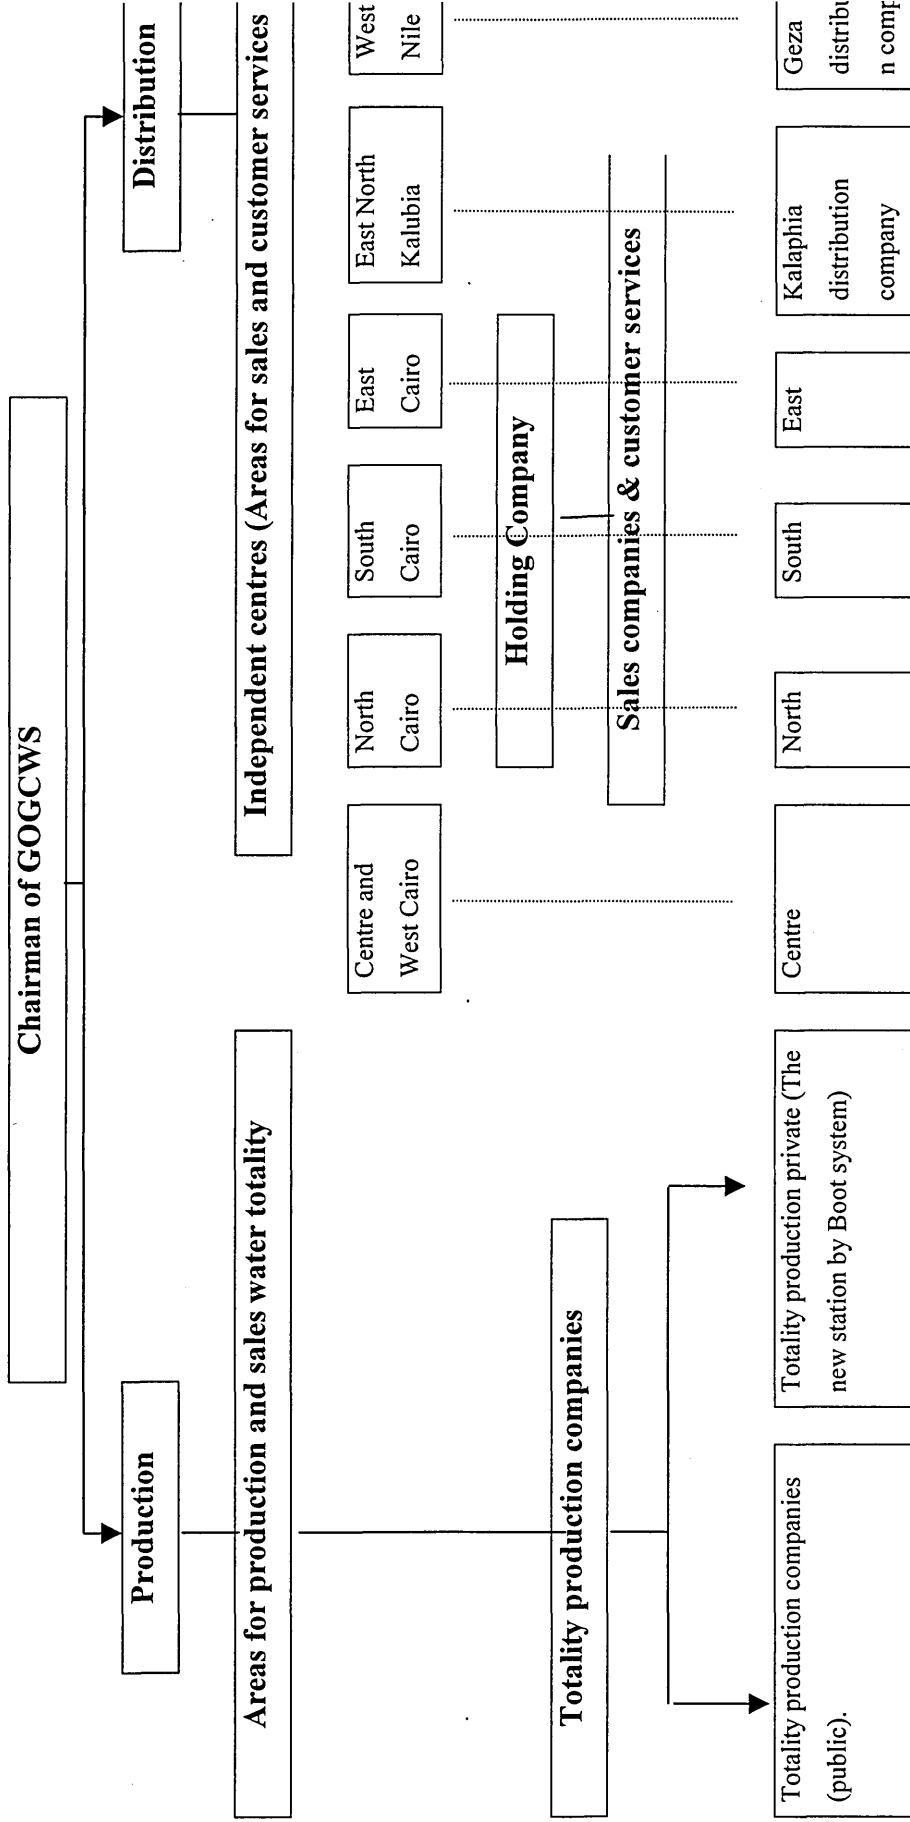 Chairman of GOGCWS
Production
Distribution
Areas for production and sales water totality
Independent centres (Areas for sales and customer services
Centre and
West Cairo
North
Cairo
South
Cairo
East
Cairo
East North
Kalubia
West
Nile
Holding Company
Totality production companies
Sales companies & customer services
Totality production companies
(public).
Totality production private (The
new station by Boot system)
Centre
North
South
East
Kalaphia
distribution
company
Geza
distribu
n comp